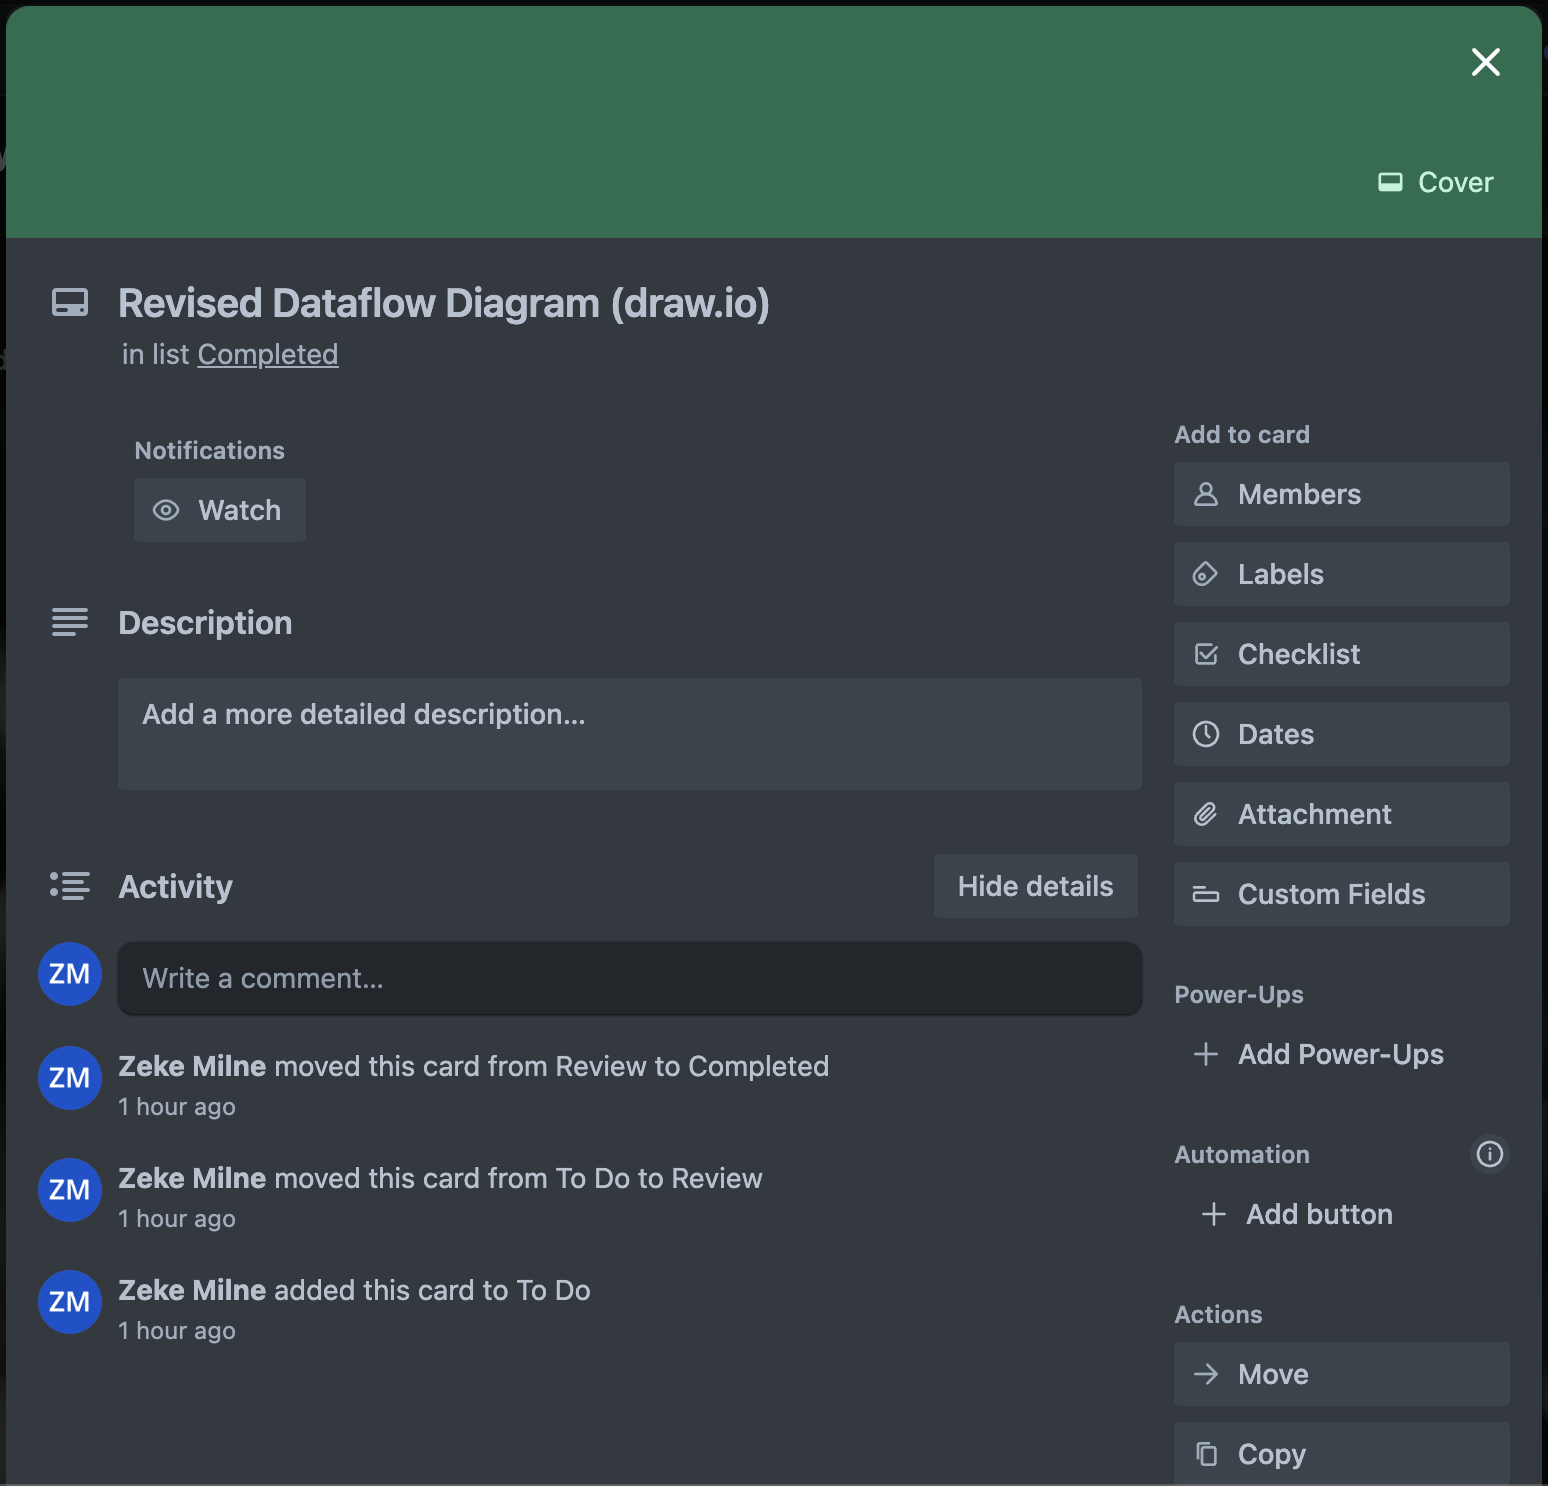 Cover
Revised Dataflow Diagram (draw.io)
in list Completed
Notifications
Watch
Description
Add a more detailed description...
Activity
Hide details
ZM
Write a comment...
ZM
Zeke Milne moved this card from Review to Completed
1 hour ago
ZM
Zeke Milne moved this card from To Do to Review
1 hour ago
ZM
Zeke Milne added this card to To Do
1 hour ago
Add to card
Members
Labels
Checklist
Dates
Attachment
Custom Fields
Power-Ups
Add Power-Ups
Automation
Add button
Actions
Move
Copy